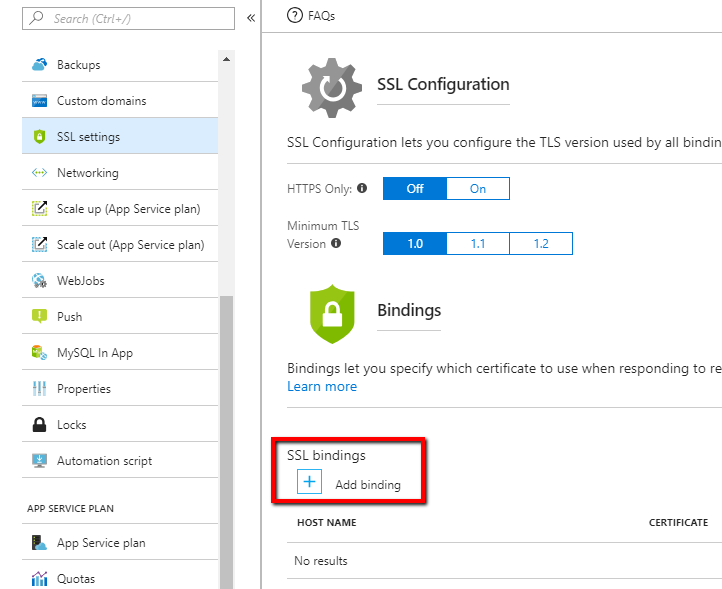 Search (Ctrl+/)
«
Backups
Custom domains
SSL settings
Networking
Scale up (App Service plan)
Scale out (App Service plan)
WebJobs
Push
MySQL In App
Properties
Locks
Automation script
APP SERVICE PLAN
App Service plan
Quotas
? FAQs
SSL Configuration
SSL Configuration lets you configure the TLS version used by all bindin
HTTPS Only: Off On
Minimum TLS
Version 1.0 1.1 1.2
Bindings
Bindings let you specify which certificate to use when responding to re
Learn more
SSL bindings
+ Add binding
HOST NAME CERTIFICATE
No results